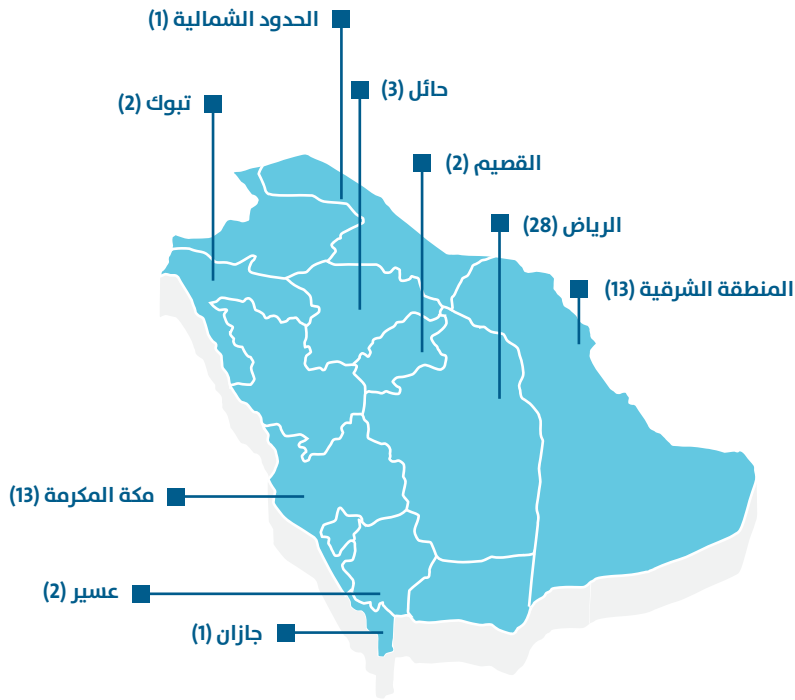 الحدود الشمالية (1)
حائل (3)
تبوك (2)
القصيم (2)
الرياض (28)
المنطقة الشرقية (13)
مكة المكرمة (13)
عسير (2)
جازان (1)